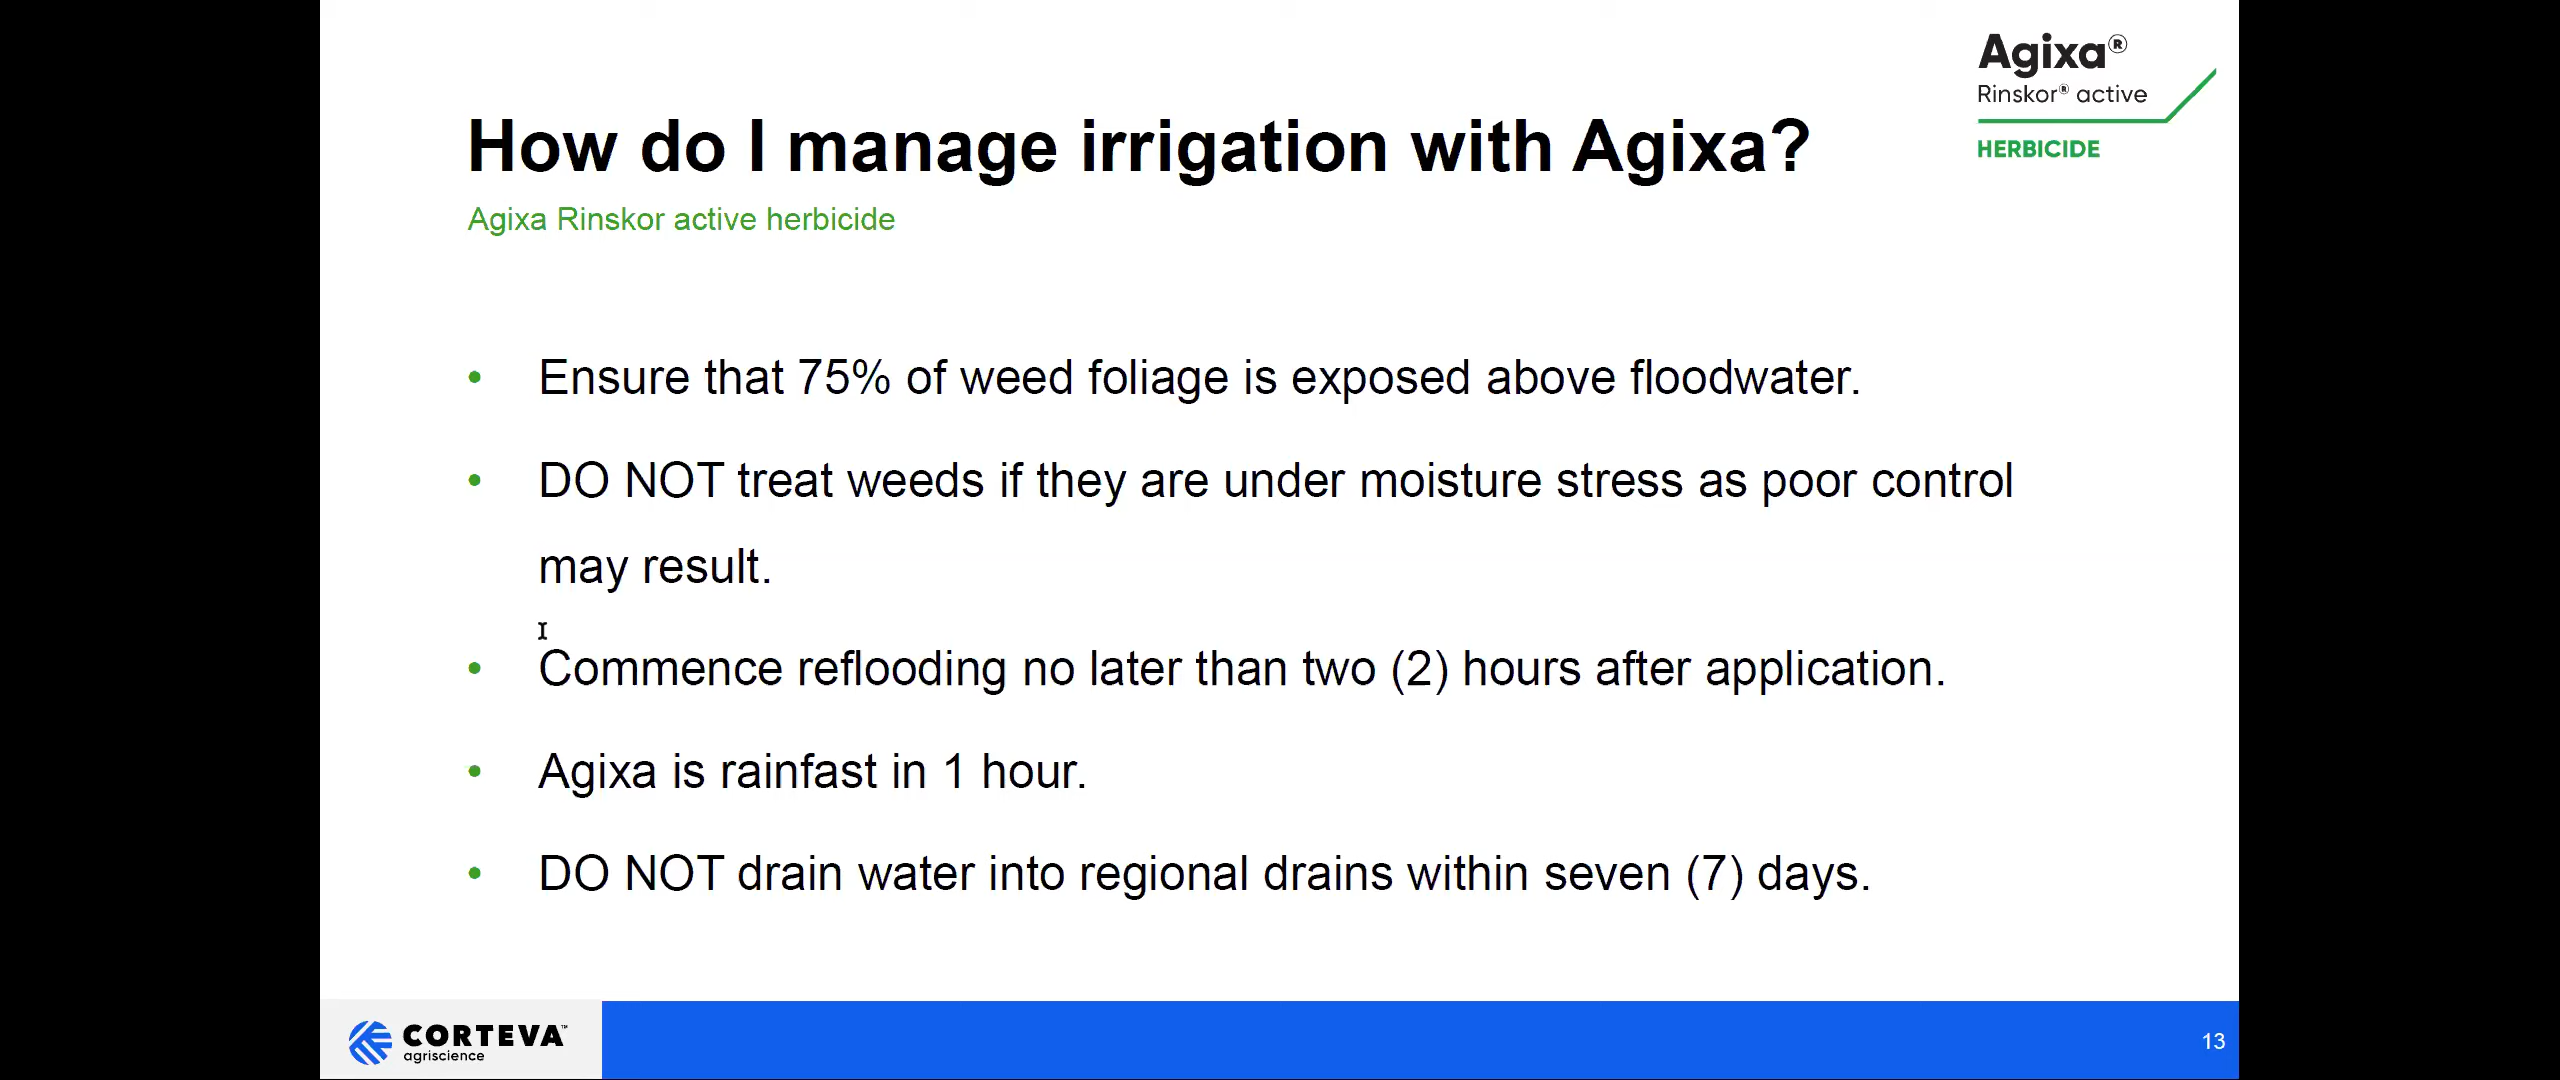 Agixa®
Rinskor® active
HERBICIDE
How do I manage irrigation with Agixa?
Agixa Rinskor active herbicide
• Ensure that 75% of weed foliage is exposed above floodwater.
• DO NOT treat weeds if they are under moisture stress as poor control
may result.
• Commence reflooding no later than two (2) hours after application.
• Agixa is rainfast in 1 hour.
• DO NOT drain water into regional drains within seven (7) days.
CORTEVA™
agriscience
13